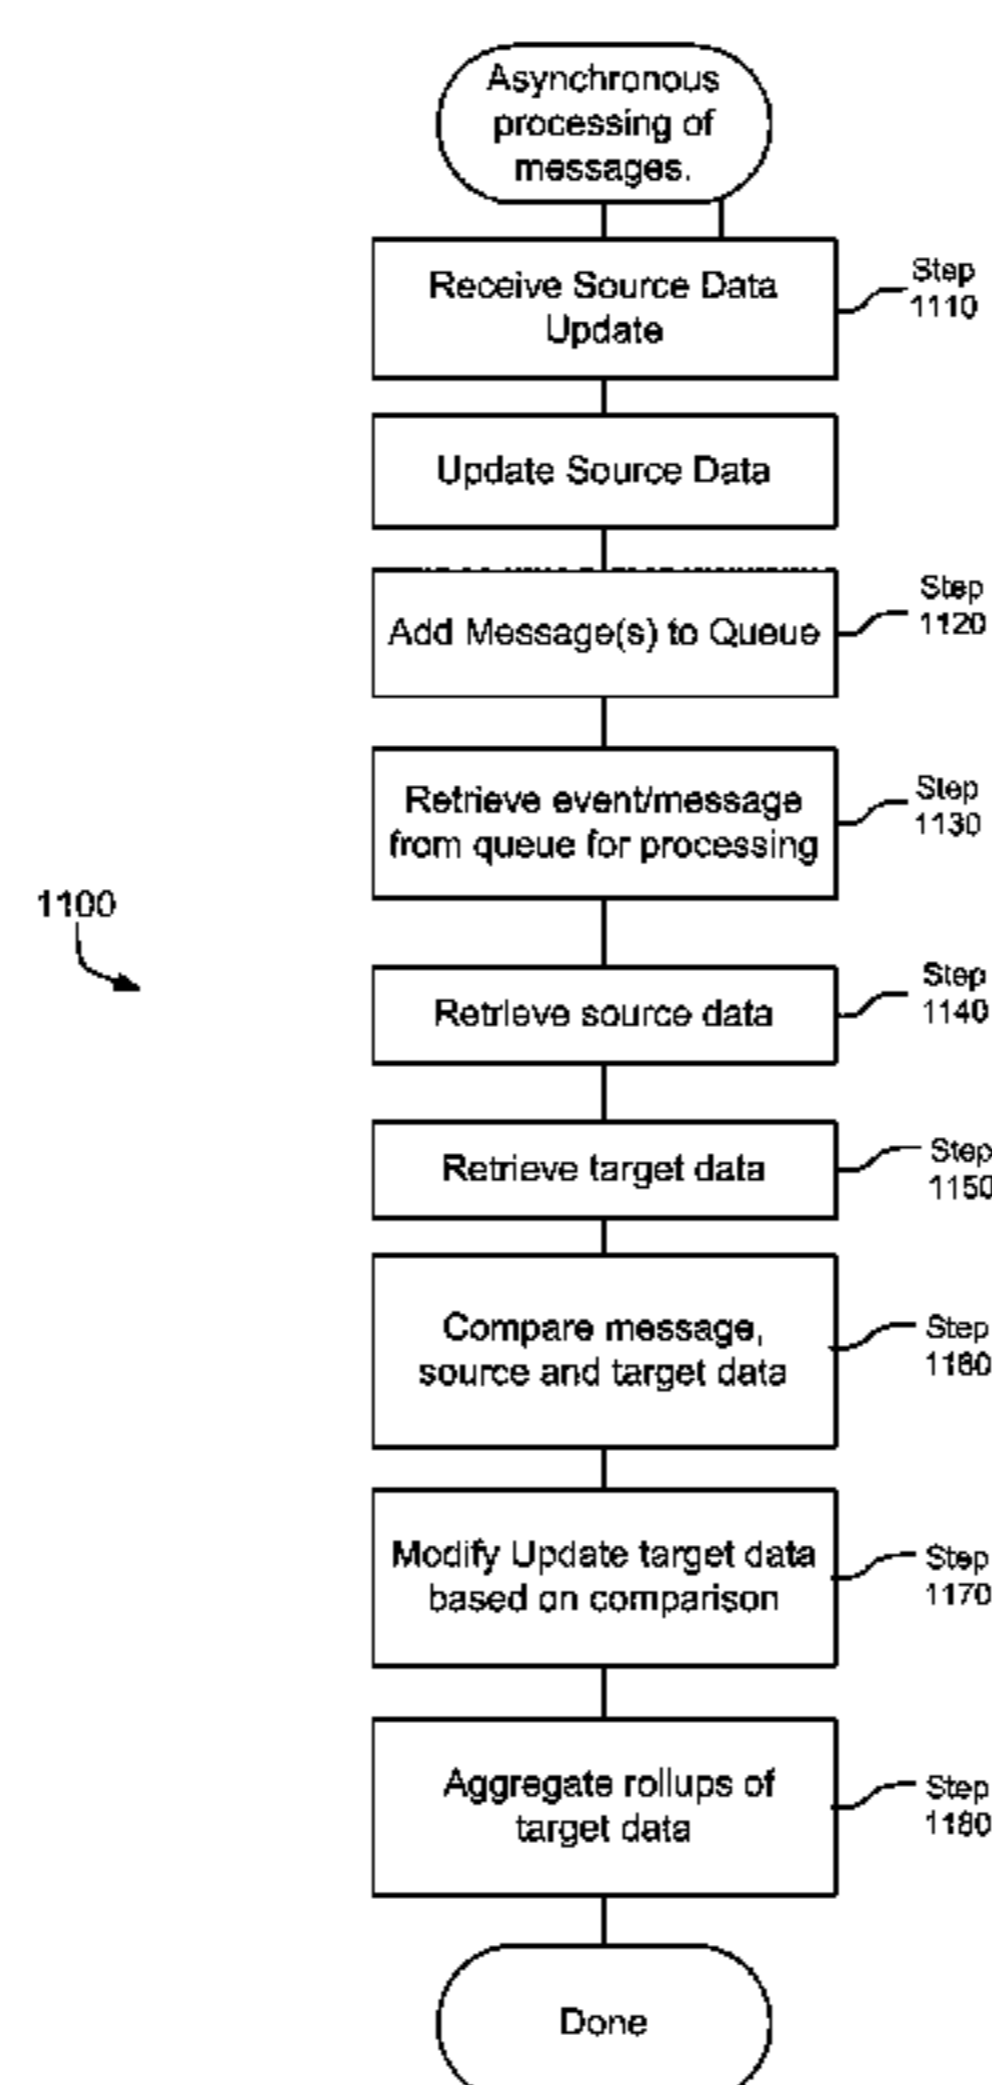 Asynchronous
processing of
messages.
Receive Source Data
Update
Step
1110
Update Source Data
Add Message(s) to Queue
Step
1120
Retrieve event/message
from queue for processing
Step
1130
1100
Retrieve source data
Step
1140
Retrieve target data
Step
1150
Compare message,
source and target data
Step
1160
Modify Update target data
based on comparison
Step
1170
Aggregate rollups of
target data
Step
1180
Done